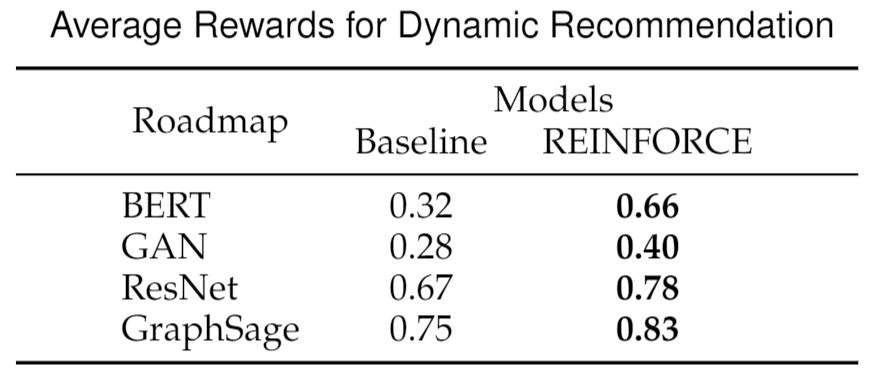 Average Rewards for Dynamic Recommendation
Roadmap Models
Baseline REINFORCE
BERT 0.32 0.66
GAN 0.28 0.40
ResNet 0.67 0.78
GraphSage 0.75 0.83